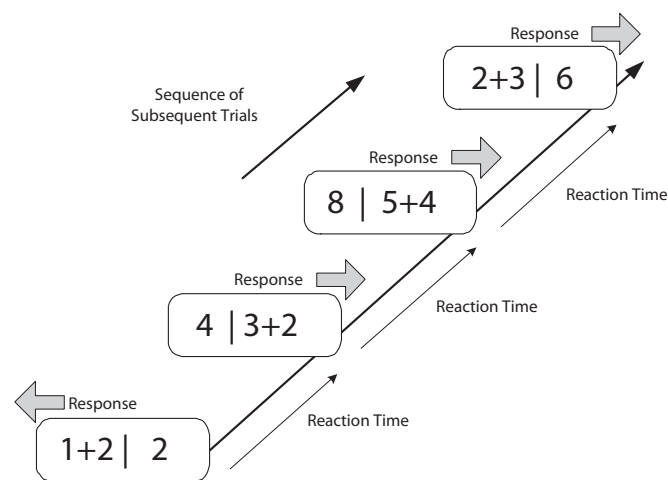 Response
2+3 | 6
Sequence of
Subsequent Trials
Response
Reaction Time
8 | 5+4
Response
Reaction Time
4 | 3+2
Response
Reaction Time
1+2 | 2